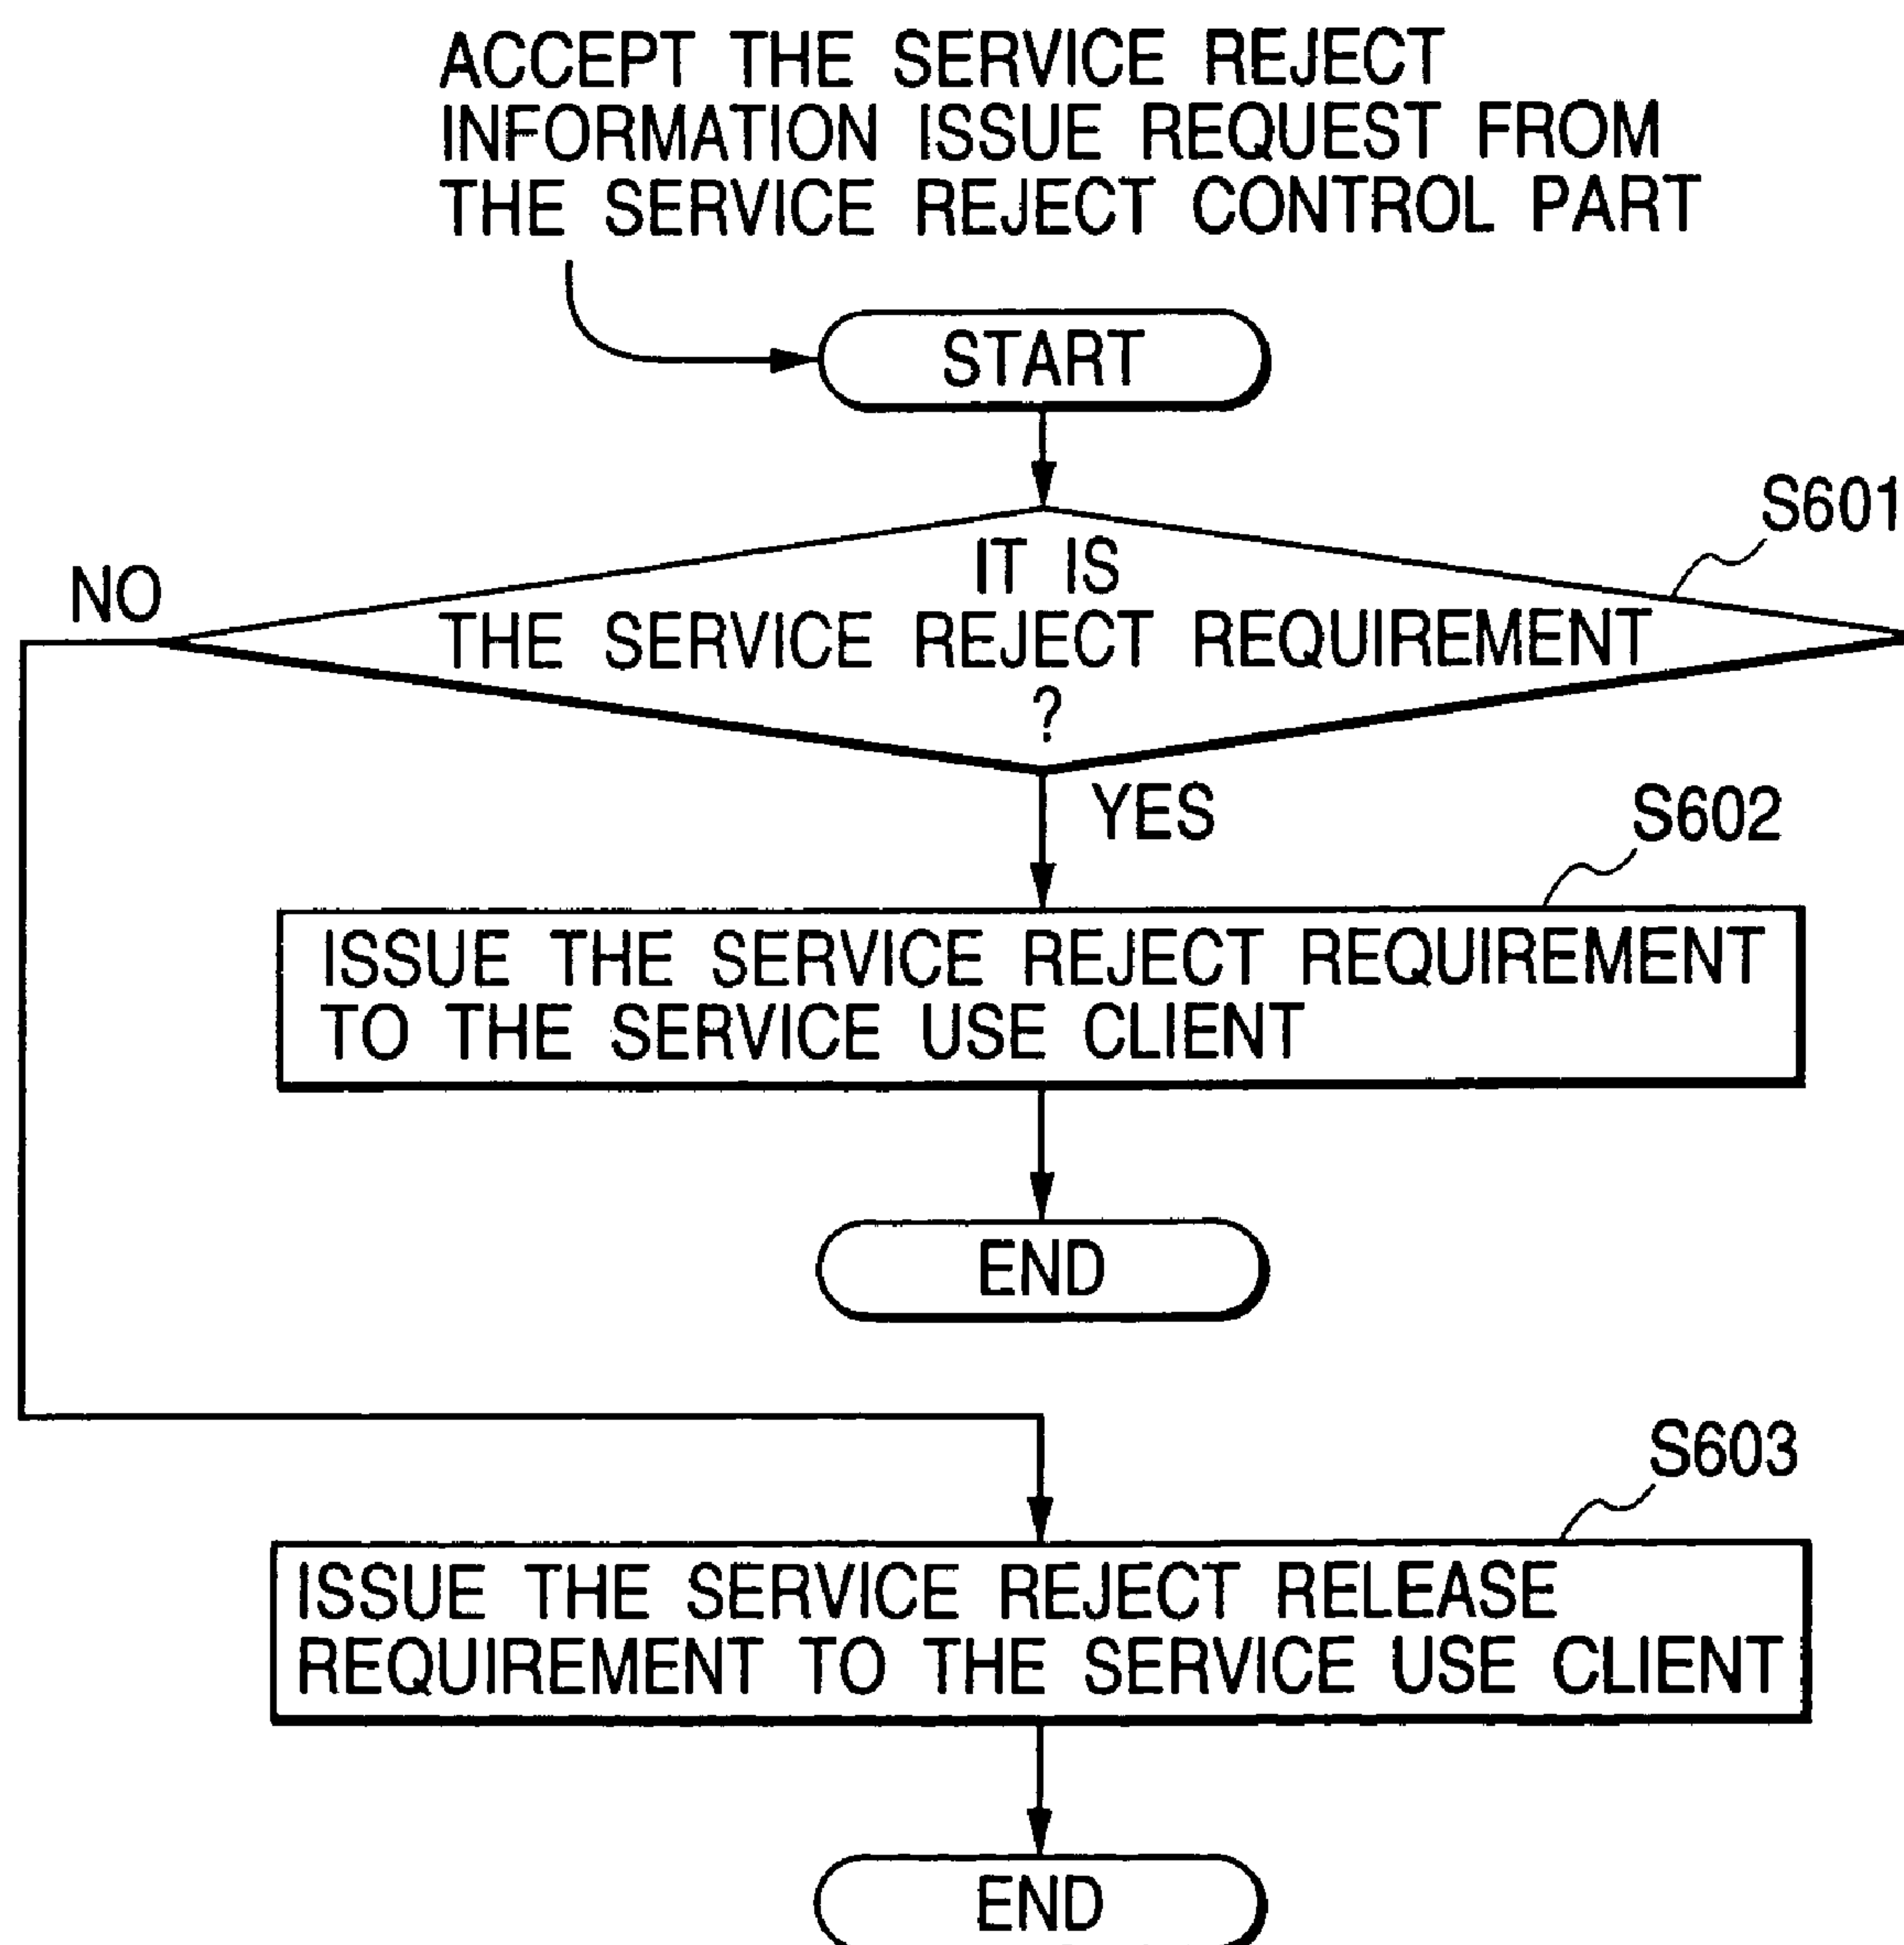 ACCEPT THE SERVICE REJECT
INFORMATION ISSUE REQUEST FROM
THE SERVICE REJECT CONTROL PART
START
S601
IT IS
NO
THE SERVICE REJECT REQUIREMENT
?
YES
S602
ISSUE THE SERVICE REJECT REQUIREMENT
TO THE SERVICE USE CLIENT
END
S603
ISSUE THE SERVICE REJECT RELEASE
REQUIREMENT TO THE SERVICE USE CLIENT
END